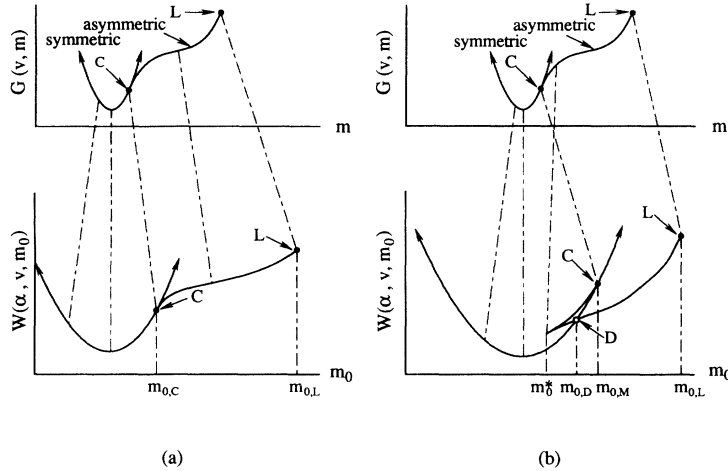 L
asymmetric
symmetric
C
G (v, m)
m
W(α , v, m₀)
L
C
m₀
m₀,C
m₀,L
(a)
L
asymmetric
symmetric
C
G (v, m)
m
W(α , v, m₀)
L
C
D
m₀
m₀*
m₀,D
m₀,M
m₀,L
(b)